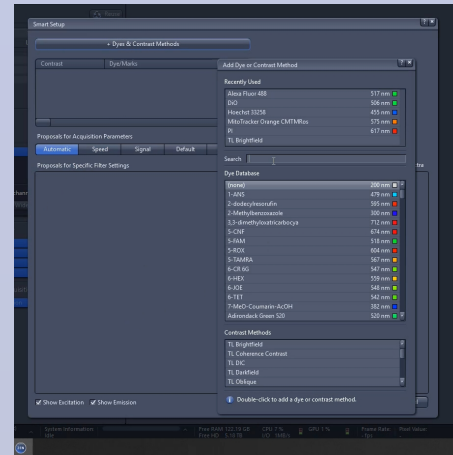 Smart Setup
+ Dyes & Contrast Methods
Contrast
Dye/Marks
Add Dye or Contrast Method
Recently Used
Alexa Fluor 488 517 nm
DiO 506 nm
Hoechst 33258 455 nm
MitoTracker Orange CMTMRos 575 nm
PI 617 nm
TL Brightfield
Proposals for Acquisition Parameters
Automatic Speed Signal Default
Search
Proposals for Specific Filter Settings
Dye Database
(none) 200 nm
1-ANS 479 nm
2-dodecylresorufin 595 nm
2-Methylbenzoxazole 300 nm
3,3-dimethyloxatricarbocya 712 nm
5-CNF 674 nm
5-FAM 518 nm
5-ROX 604 nm
5-TAMRA 567 nm
6-CR 6G 547 nm
6-HEX 559 nm
6-JOE 548 nm
6-TET 542 nm
7-MeO-Coumarin-AcOH 382 nm
Adirondack Green 520 520 nm
Contrast Methods
TL Brightfield
TL Coherence Contrast
TL DIC
TL Darkfield
TL Oblique
Double-click to add a dye or contrast method.
Show Excitation Show Emission
System Information
Idle
Free RAM
Free HD
CPU 1%
GPU 1%
Frame Rate
Pixel Value